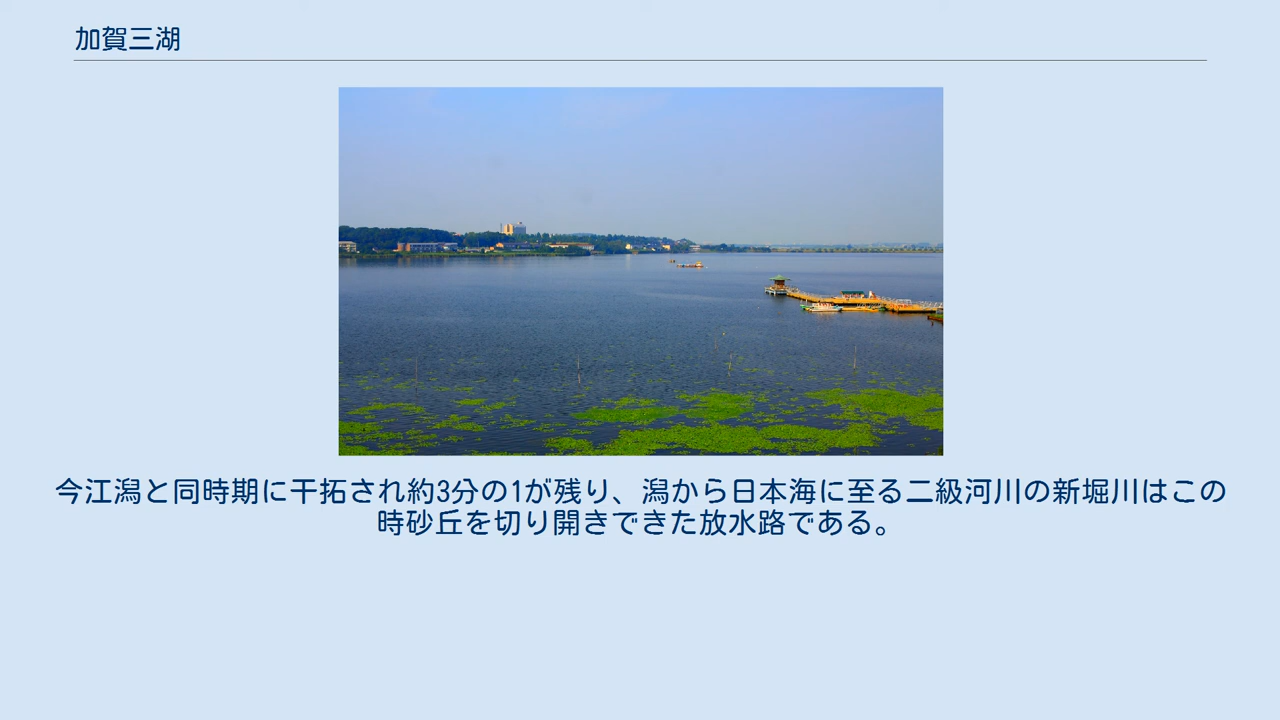 加賀三湖
今江潟と同時期に干拓され約3分の1が残り、潟から日本海に至る二級河川の新堀川はこの
時砂丘を切り開きできた放水路である。